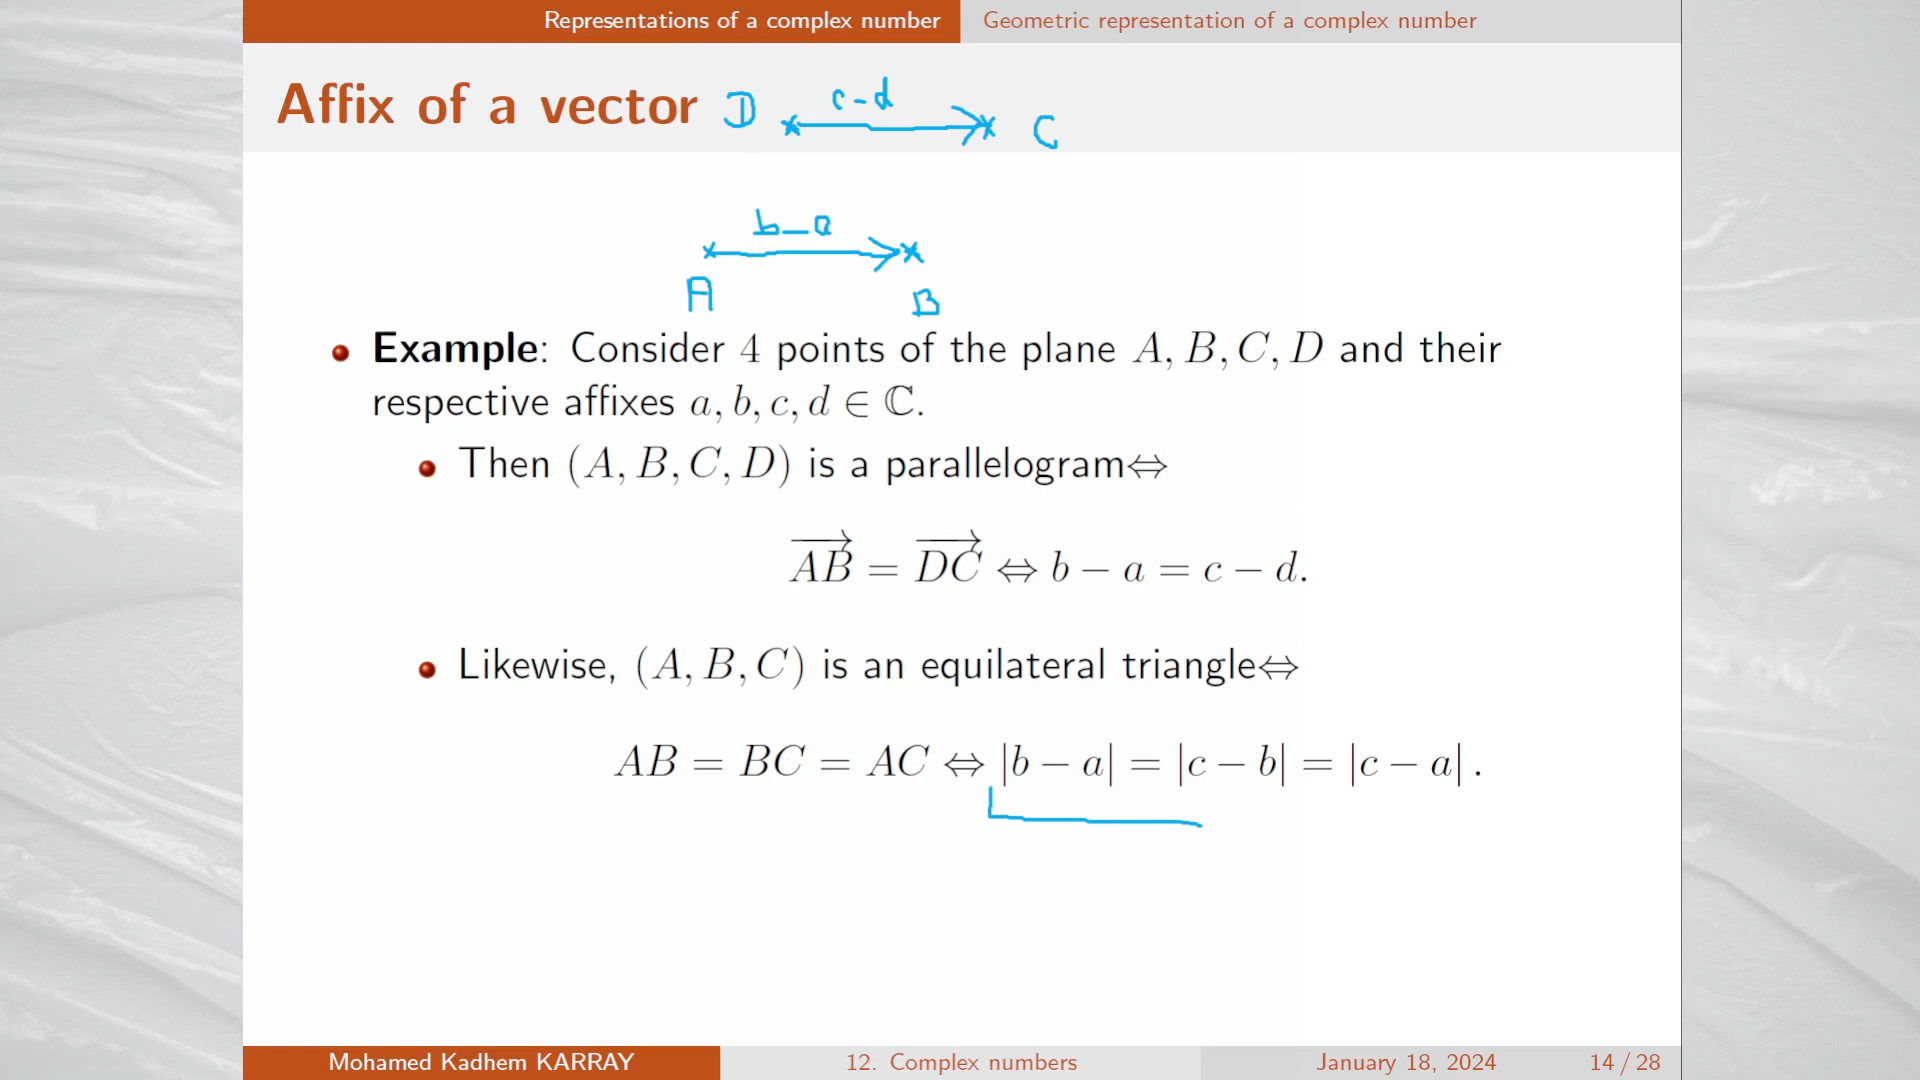 Representations of a complex number Geometric representation of a complex number
Affix of a vector D c-d C
b-a
A B
Example: Consider 4 points of the plane A, B, C, D and their
respective affixes a, b, c, d ∈ ℂ.
Then (A, B, C, D) is a parallelogram⇔
\overrightarrow{AB} = \overrightarrow{DC} ⇔ b − a = c − d.
Likewise, (A, B, C) is an equilateral triangle⇔
AB = BC = AC ⇔ |b − a| = |c − b| = |c − a| .
Mohamed Kadhem KARRAY 12. Complex numbers January 18, 2024 14 / 28